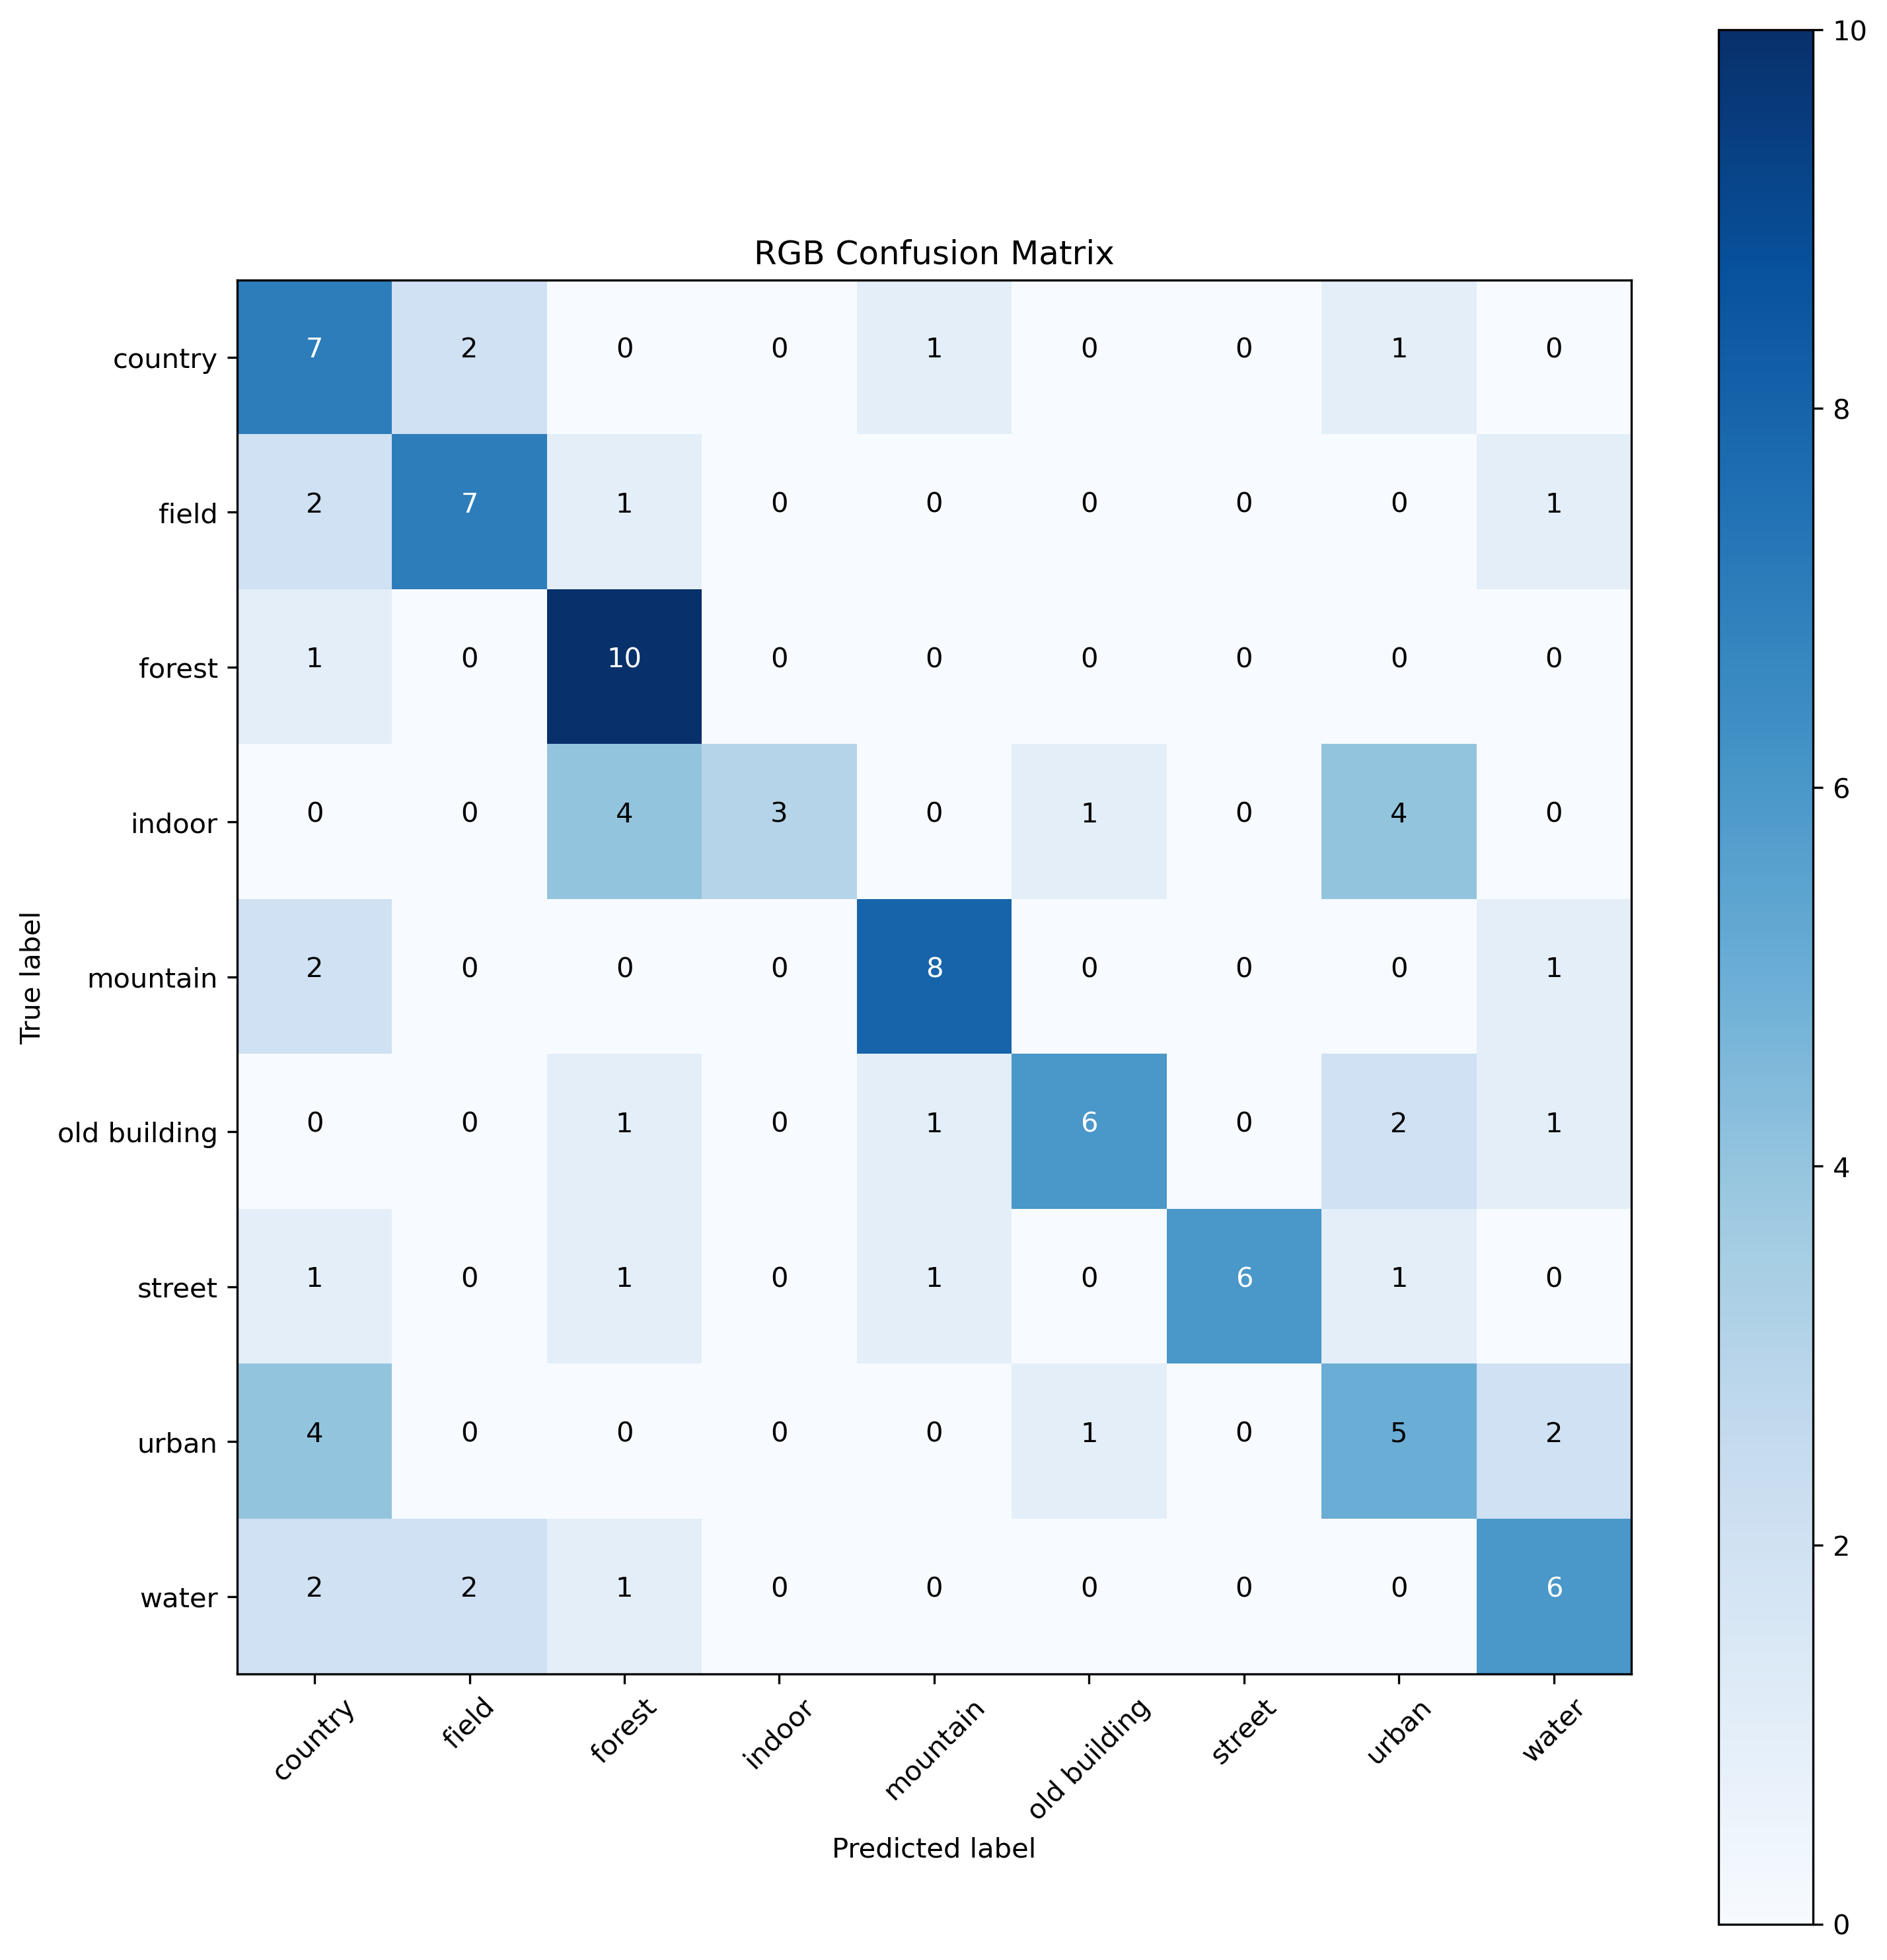 RGB Confusion Matrix
10
8
6
4
2
0
True label
country 7 2 0 0 1 0 0 1 0
field 2 7 1 0 0 0 0 0 1
forest 1 0 10 0 0 0 0 0 0
indoor 0 0 4 3 0 1 0 4 0
mountain 2 0 0 0 8 0 0 0 1
old building 0 0 1 0 1 6 0 2 1
street 1 0 1 0 1 0 6 1 0
urban 4 0 0 0 0 1 0 5 2
water 2 2 1 0 0 0 0 0 6
country field forest indoor mountain old building street urban water
Predicted label